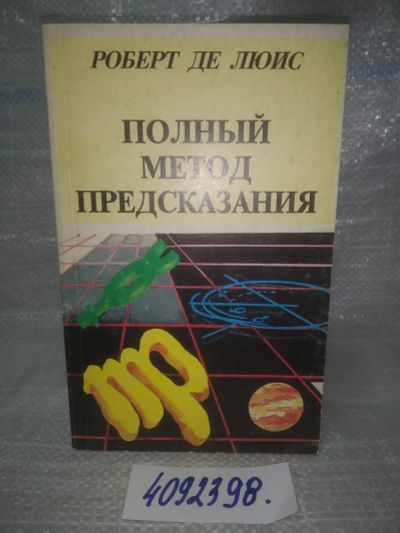 РОБЕРТ ДЕ ЛЮИС
ПОЛНЫЙ
МЕТОД
ПРЕДСКАЗАНИЯ
4092398.